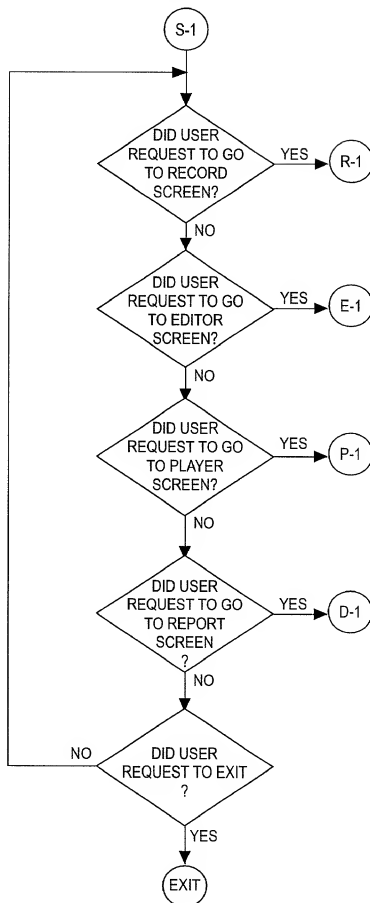 S-1
DID USER
REQUEST TO GO
TO RECORD
SCREEN?
YES
R-1
NO
DID USER
REQUEST TO GO
TO EDITOR
SCREEN?
YES
E-1
NO
DID USER
REQUEST TO GO
TO PLAYER
SCREEN?
YES
P-1
NO
DID USER
REQUEST TO GO
TO REPORT
SCREEN
?
YES
D-1
NO
NO
DID USER
REQUEST TO EXIT
?
YES
EXIT